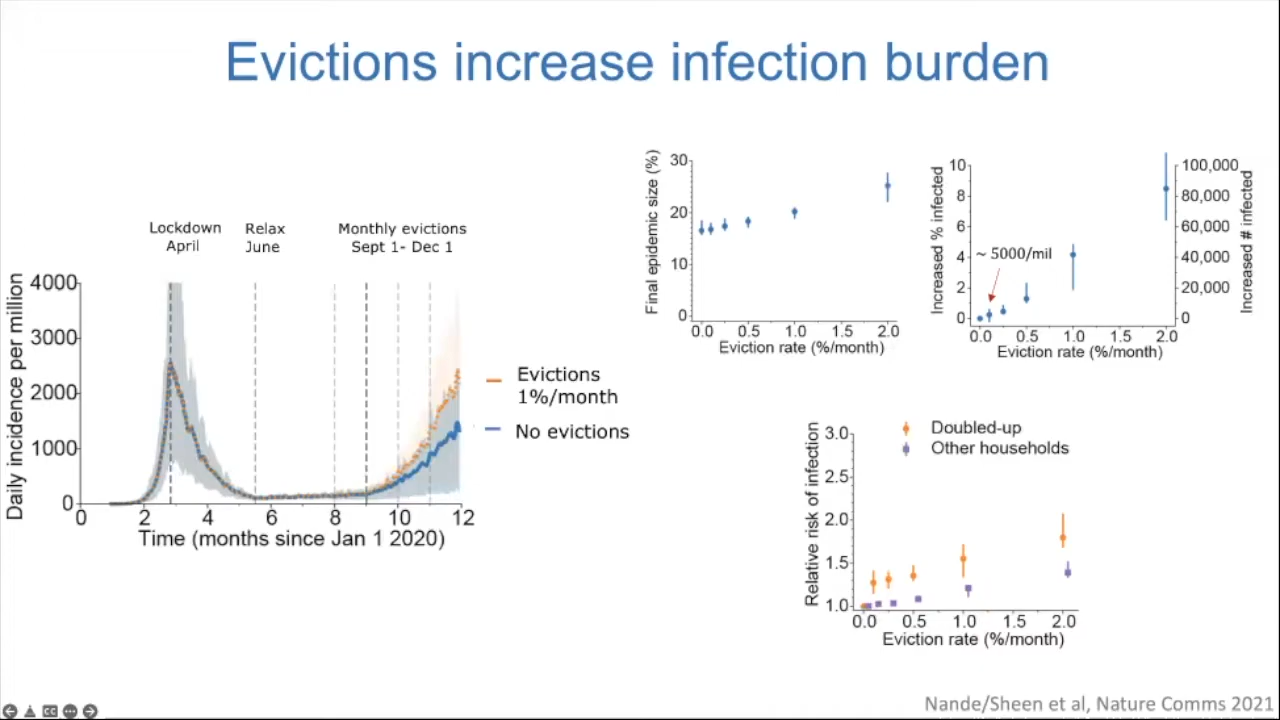 Evictions increase infection burden
Lockdown
April
Relax
June
Monthly evictions
Sept 1- Dec 1
Daily incidence per million
4000
3000
2000
1000
0
0 2 4 6 8 10 12
Time (months since Jan 1 2020)
Evictions
1%/month
No evictions
Final epidemic size (%)
30
20
10
0
0.0 0.5 1.0 1.5 2.0
Eviction rate (%/month)
Increased % infected
10
8
6
4
2
0
~ 5000/mil
100,000
80,000
60,000
40,000
20,000
0
Increased # infected
0.0 0.5 1.0 1.5 2.0
Eviction rate (%/month)
Doubled-up
Other households
Relative risk of infection
3.0
2.5
2.0
1.5
1.0
0.0 0.5 1.0 1.5 2.0
Eviction rate (%/month)
CC
Nande/Sheen et al, Nature Comms 2021